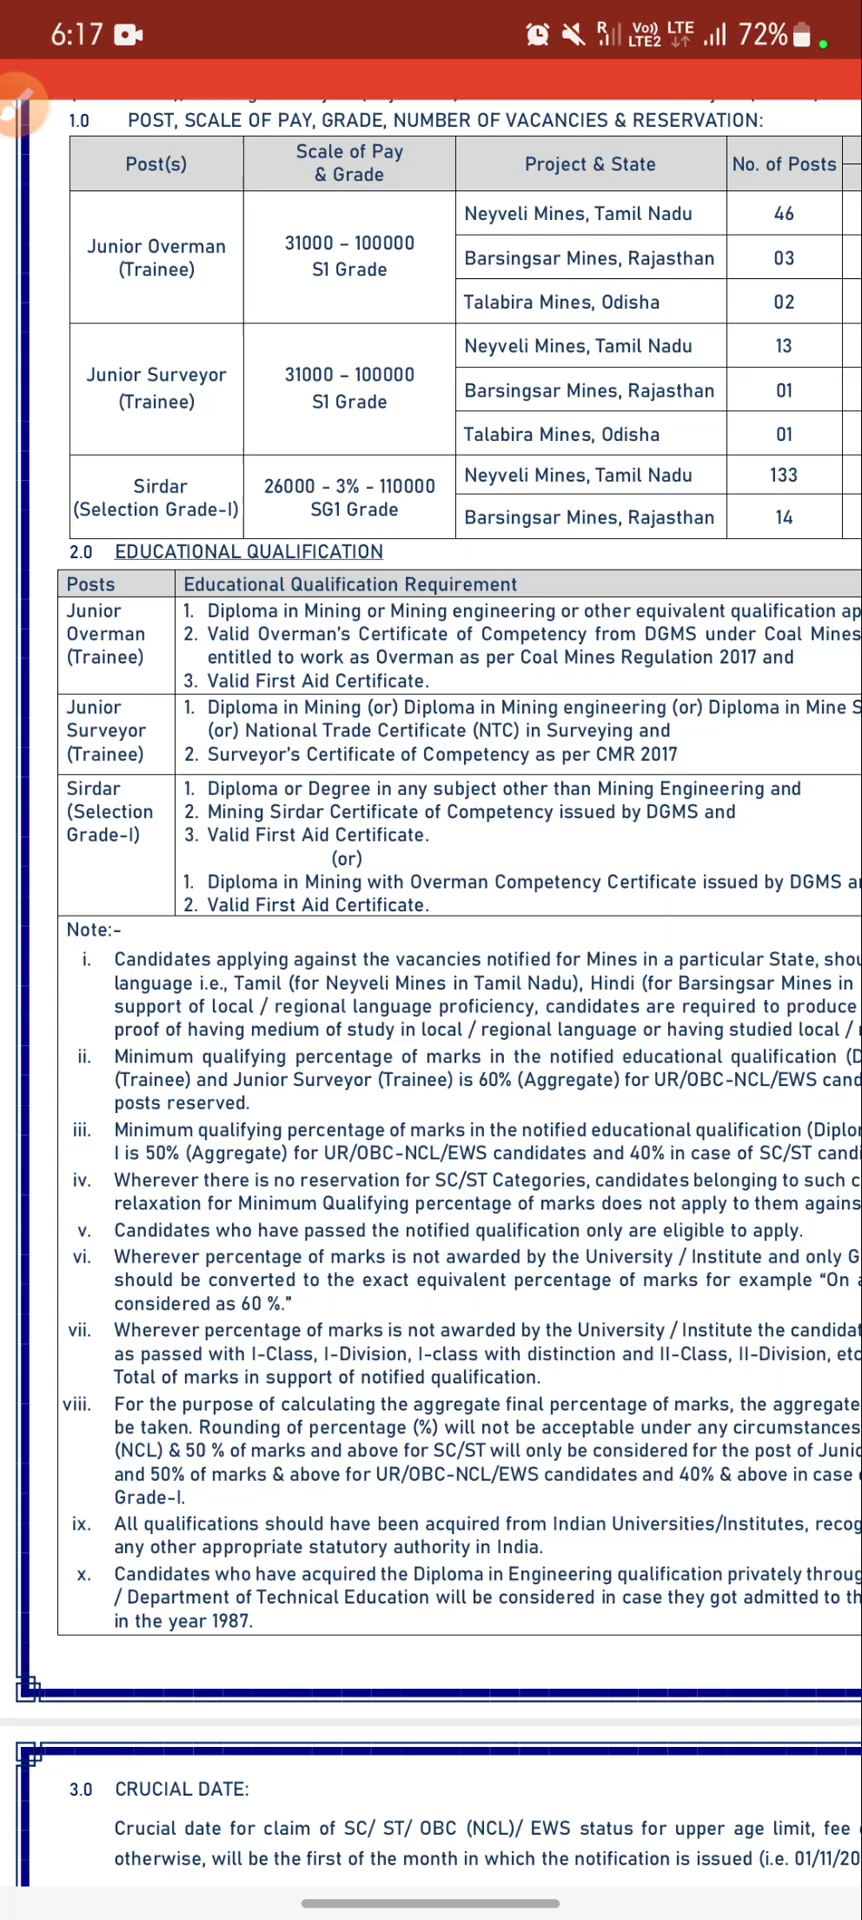 6:17
R Vo)) LTE
LTE2
72%
1.0 POST, SCALE OF PAY, GRADE, NUMBER OF VACANCIES & RESERVATION:
Post(s) Scale of Pay & Grade Project & State No. of Posts
Junior Overman (Trainee)
31000 – 100000
S1 Grade
Neyveli Mines, Tamil Nadu 46
Barsingsar Mines, Rajasthan 03
Talabira Mines, Odisha 02
Junior Surveyor (Trainee)
31000 – 100000
S1 Grade
Neyveli Mines, Tamil Nadu 13
Barsingsar Mines, Rajasthan 01
Talabira Mines, Odisha 01
Sirdar (Selection Grade-I)
26000 - 3% - 110000
SG1 Grade
Neyveli Mines, Tamil Nadu 133
Barsingsar Mines, Rajasthan 14
2.0 EDUCATIONAL QUALIFICATION
Posts Educational Qualification Requirement
Junior Overman (Trainee)
1. Diploma in Mining or Mining engineering or other equivalent qualification ap
2. Valid Overman's Certificate of Competency from DGMS under Coal Mines
entitled to work as Overman as per Coal Mines Regulation 2017 and
3. Valid First Aid Certificate.
Junior Surveyor (Trainee)
1. Diploma in Mining (or) Diploma in Mining engineering (or) Diploma in Mine S
(or) National Trade Certificate (NTC) in Surveying and
2. Surveyor's Certificate of Competency as per CMR 2017
Sirdar (Selection Grade-I)
1. Diploma or Degree in any subject other than Mining Engineering and
2. Mining Sirdar Certificate of Competency issued by DGMS and
3. Valid First Aid Certificate.
(or)
1. Diploma in Mining with Overman Competency Certificate issued by DGMS a
2. Valid First Aid Certificate.
Note:-
i. Candidates applying against the vacancies notified for Mines in a particular State, shou
language i.e., Tamil (for Neyveli Mines in Tamil Nadu), Hindi (for Barsingsar Mines in
support of local / regional language proficiency, candidates are required to produce
proof of having medium of study in local / regional language or having studied local /
ii. Minimum qualifying percentage of marks in the notified educational qualification (D
(Trainee) and Junior Surveyor (Trainee) is 60% (Aggregate) for UR/OBC-NCL/EWS cand
posts reserved.
iii. Minimum qualifying percentage of marks in the notified educational qualification (Diplo
I is 50% (Aggregate) for UR/OBC-NCL/EWS candidates and 40% in case of SC/ST candi
iv. Wherever there is no reservation for SC/ST Categories, candidates belonging to such c
relaxation for Minimum Qualifying percentage of marks does not apply to them agains
v. Candidates who have passed the notified qualification only are eligible to apply.
vi. Wherever percentage of marks is not awarded by the University / Institute and only G
should be converted to the exact equivalent percentage of marks for example “On a
considered as 60 %.”
vii. Wherever percentage of marks is not awarded by the University / Institute the candidat
as passed with I-Class, I-Division, I-class with distinction and II-Class, II-Division, etc
Total of marks in support of notified qualification.
viii. For the purpose of calculating the aggregate final percentage of marks, the aggregate
be taken. Rounding of percentage (%) will not be acceptable under any circumstances
(NCL) & 50 % of marks and above for SC/ST will only be considered for the post of Junio
and 50% of marks & above for UR/OBC-NCL/EWS candidates and 40% & above in case
Grade-I.
ix. All qualifications should have been acquired from Indian Universities/Institutes, recog
any other appropriate statutory authority in India.
x. Candidates who have acquired the Diploma in Engineering qualification privately throug
/ Department of Technical Education will be considered in case they got admitted to th
in the year 1987.
3.0 CRUCIAL DATE:
Crucial date for claim of SC/ ST/ OBC (NCL)/ EWS status for upper age limit, fee
otherwise, will be the first of the month in which the notification is issued (i.e. 01/11/20